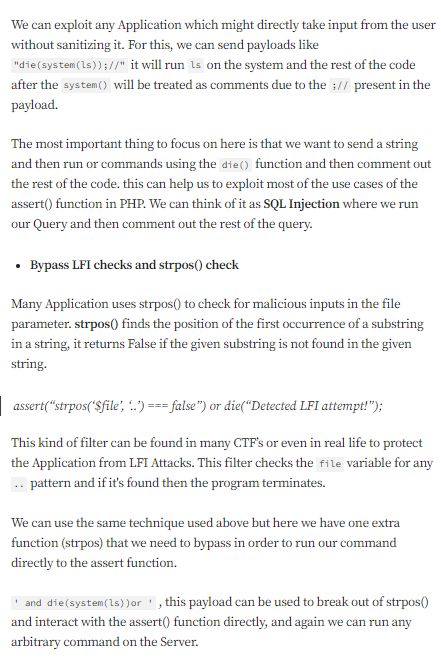 We can exploit any Application which might directly take input from the user
without sanitizing it. For this, we can send payloads like
"die(system(ls));//" it will run ls on the system and the rest of the code
after the system() will be treated as comments due to the ;// present in the
payload.
The most important thing to focus on here is that we want to send a string
and then run or commands using the die() function and then comment out
the rest of the code. this can help us to exploit most of the use cases of the
assert() function in PHP. We can think of it as SQL Injection where we run
our Query and then comment out the rest of the query.
• Bypass LFI checks and strpos() check
Many Application uses strpos() to check for malicious inputs in the file
parameter. strpos() finds the position of the first occurrence of a substring
in a string, it returns False if the given substring is not found in the given
string.
assert(“strpos(‘$file’, ‘..’) === false”) or die(“Detected LFI attempt!”);
This kind of filter can be found in many CTF's or even in real life to protect
the Application from LFI Attacks. This filter checks the file variable for any
.. pattern and if it's found then the program terminates.
We can use the same technique used above but here we have one extra
function (strpos) that we need to bypass in order to run our command
directly to the assert function.
' and die(system(ls))or ' , this payload can be used to break out of strpos()
and interact with the assert() function directly, and again we can run any
arbitrary command on the Server.